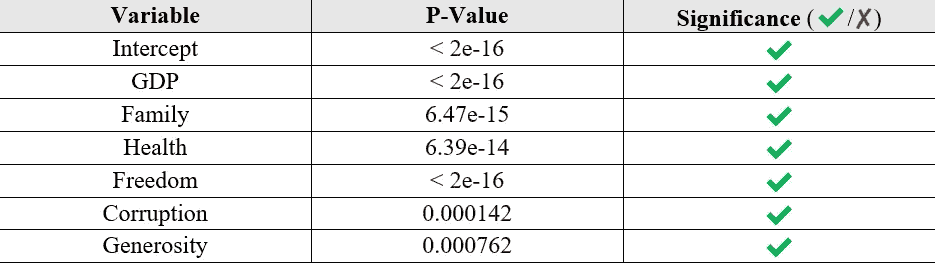 Variable P-Value Significance (✔/✗)
Intercept < 2e-16 ✔
GDP < 2e-16 ✔
Family 6.47e-15 ✔
Health 6.39e-14 ✔
Freedom < 2e-16 ✔
Corruption 0.000142 ✔
Generosity 0.000762 ✔